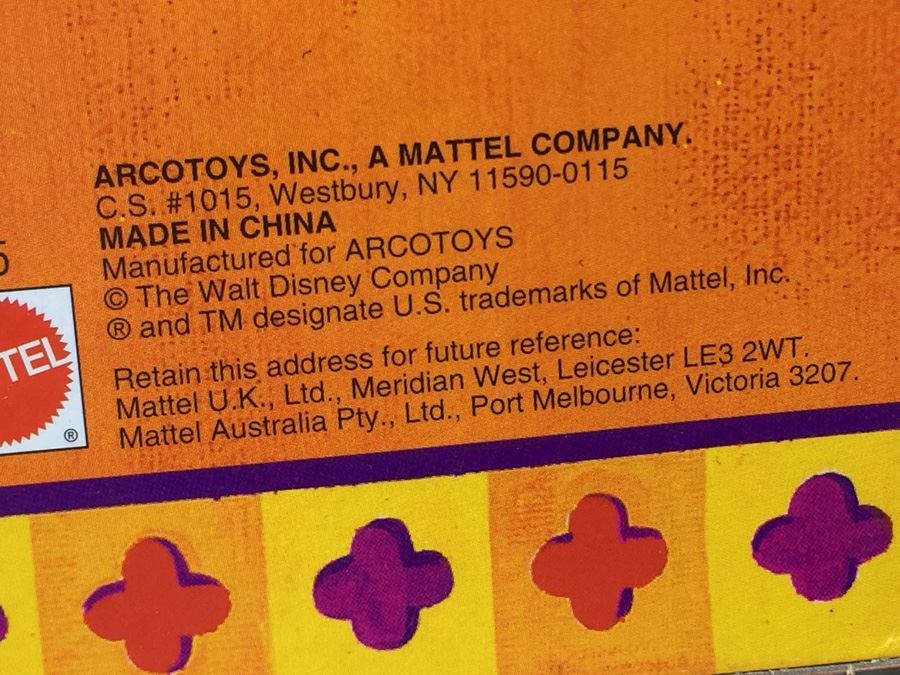 ARCOTOYS, INC., A MATTEL COMPANY.
C.S. #1015, Westbury, NY 11590-0115
MADE IN CHINA
Manufactured for ARCOTOYS
© The Walt Disney Company
® and TM designate U.S. trademarks of Mattel, Inc.
Retain this address for future reference:
Mattel U.K., Ltd., Meridian West, Leicester LE3 2WT.
Mattel Australia Pty., Ltd., Port Melbourne, Victoria 3207.
TEL
®